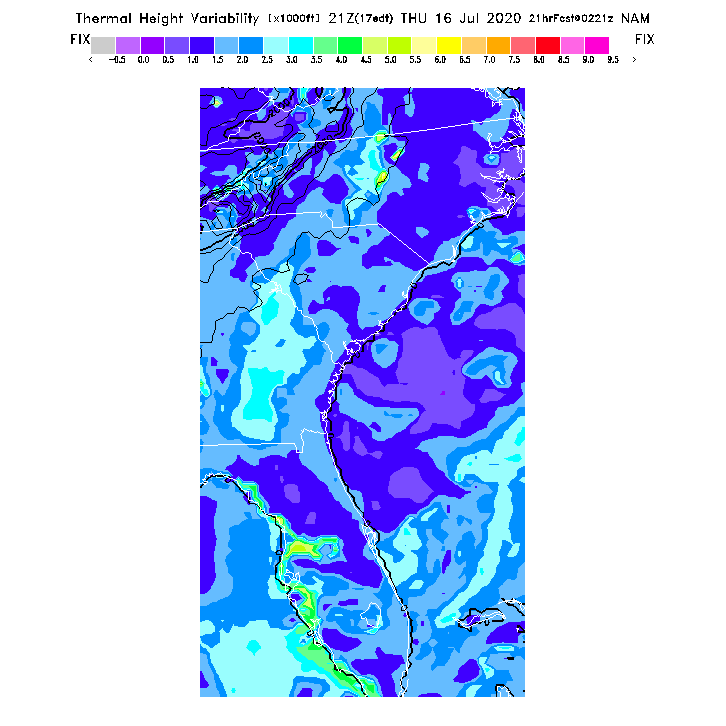 Thermal Height Variability [x1000ft] 21Z(17edt) THU 16 Jul 2020 21hrFcst@0221z NAM
FIX FIX
< -0.5 0.0 0.5 1.0 1.5 2.0 2.5 3.0 3.5 4.0 4.5 5.0 5.5 6.0 6.5 7.0 7.5 8.0 8.5 9.0 9.5 >